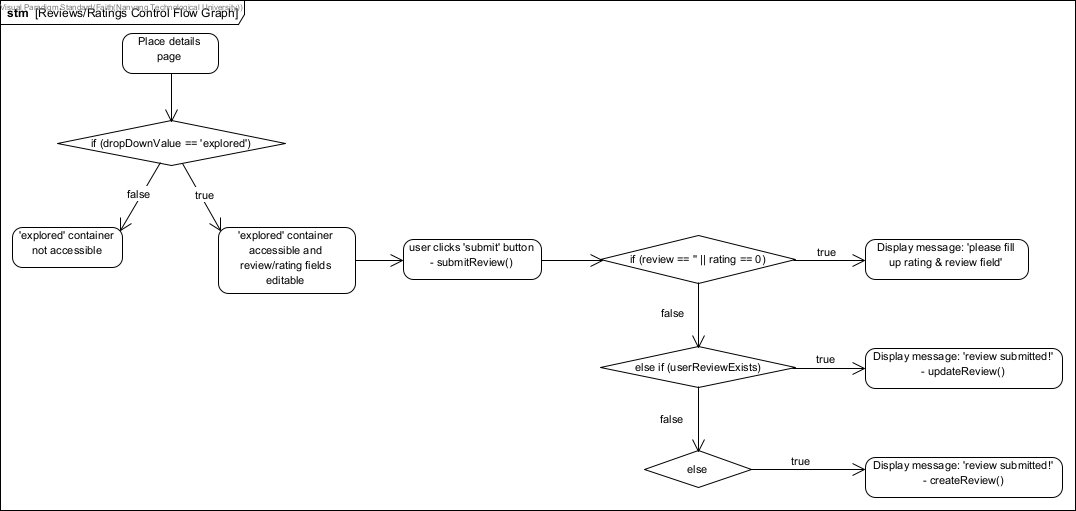 Visual Paradigm Standard(Faith(Nanyang Technological University))
stm [Reviews/Ratings Control Flow Graph]
Place details
page
if (dropDownValue == 'explored')
false
true
'explored' container
not accessible
'explored' container
accessible and
review/rating fields
editable
user clicks 'submit' button
- submitReview()
if (review == '' || rating == 0)
true
Display message: 'please fill
up rating & review field'
false
else if (userReviewExists)
true
Display message: 'review submitted!'
- updateReview()
false
else
true
Display message: 'review submitted!'
- createReview()